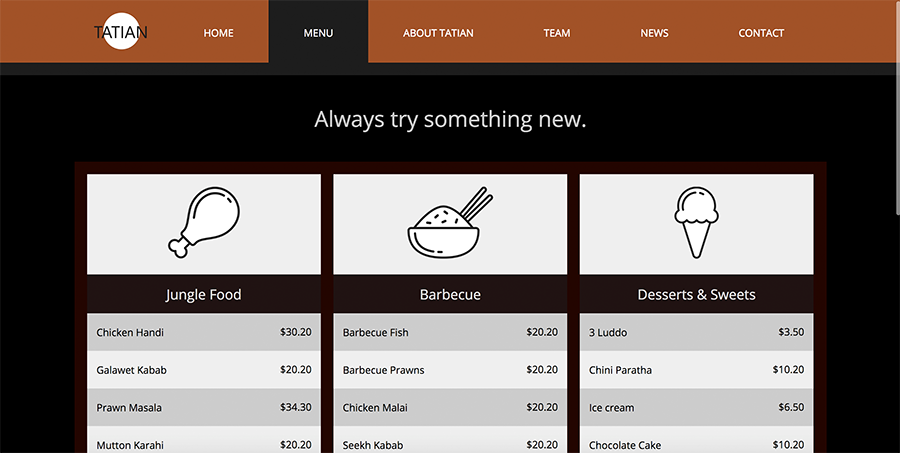 TATIAN HOME MENU ABOUT TATIAN TEAM NEWS CONTACT
Always try something new.
Jungle Food
Chicken Handi $30.20
Galawet Kabab $20.20
Prawn Masala $34.30
Mutton Karahi $20.20
Barbecue
Barbecue Fish $20.20
Barbecue Prawns $20.20
Chicken Malai $20.20
Seekh Kabab $20.20
Desserts & Sweets
3 Luddo $3.50
Chini Paratha $10.20
Ice cream $6.50
Chocolate Cake $10.20